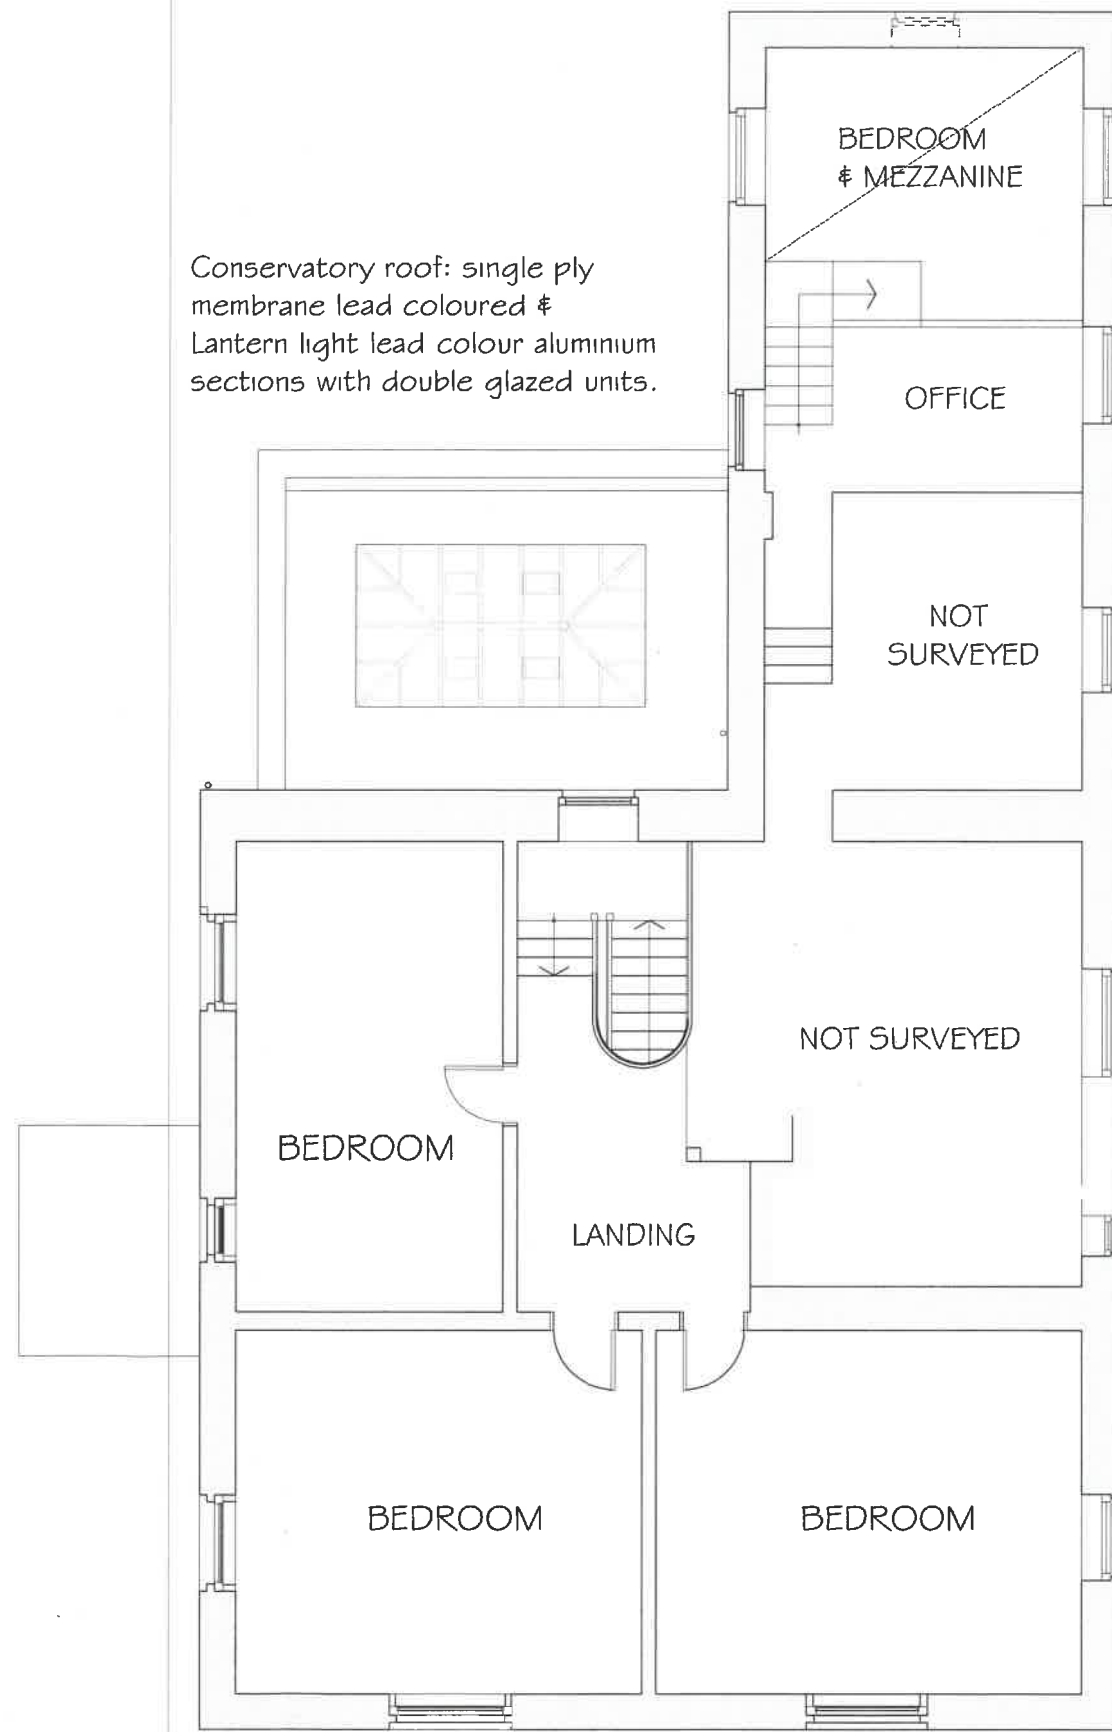 BEDROOM
& MEZZANINE
Conservatory roof: single ply
membrane lead coloured &
Lantern light lead colour aluminium
sections with double glazed units.
OFFICE
NOT
SURVEYED
NOT SURVEYED
BEDROOM
LANDING
BEDROOM
BEDROOM